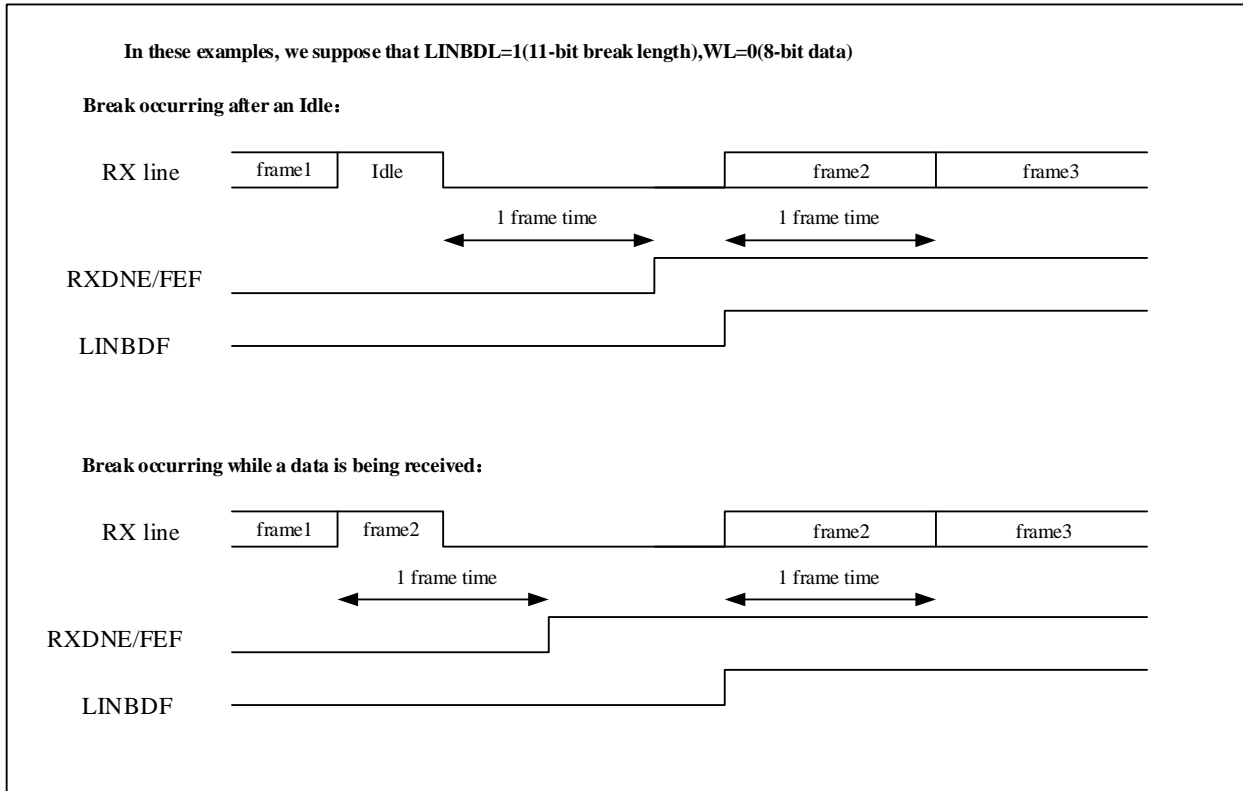 In these examples, we suppose that LINBDL=1(11-bit break length),WL=0(8-bit data)
Break occurring after an Idle：
RX line frame1 Idle frame2 frame3
1 frame time 1 frame time
RXDNE/FEF
LINBDF
Break occurring while a data is being received：
RX line frame1 frame2 frame2 frame3
1 frame time 1 frame time
RXDNE/FEF
LINBDF